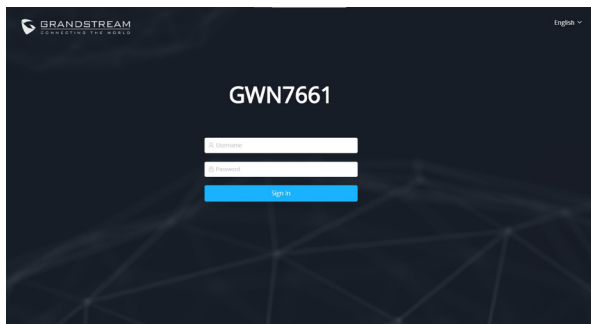 GRANDSTREAM
CONNECTING THE WORLD
English
GWN7661
Username
Password
Sign in